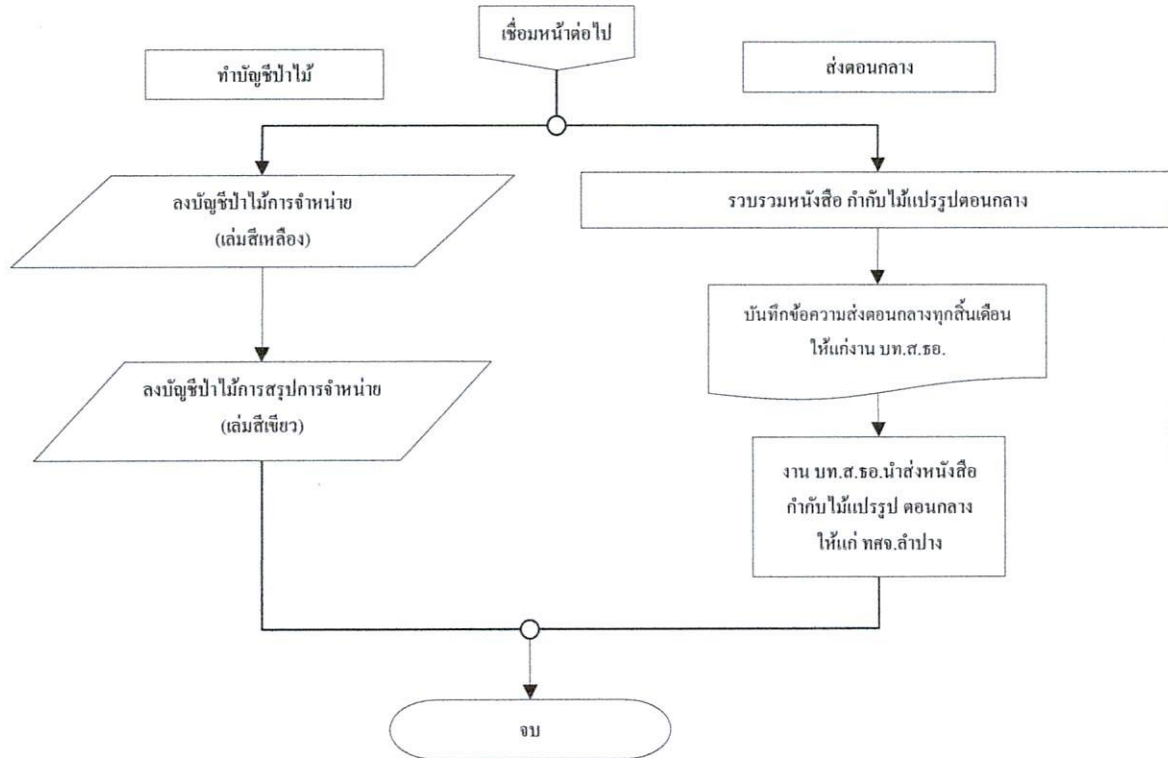 เชื่อมหน้าต่อไป
ทำบัญชีป่าไม้
ส่งตอนกลาง
ลงบัญชีป่าไม้การจำหน่าย
(เล่มสีเหลือง)
รวบรวมหนังสือ กำกับไม้แปรรูปตอนกลาง
บันทึกข้อความส่งตอนกลางทุกสิ้นเดือน
ให้แก่งาน บท.ส.ธอ.
ลงบัญชีป่าไม้การสรุปการจำหน่าย
(เล่มสีเขียว)
งาน บท.ส.ธอ.นำส่งหนังสือ
กำกับไม้แปรรูป ตอนกลาง
ให้แก่ ทศจ.ลำปาง
จบ